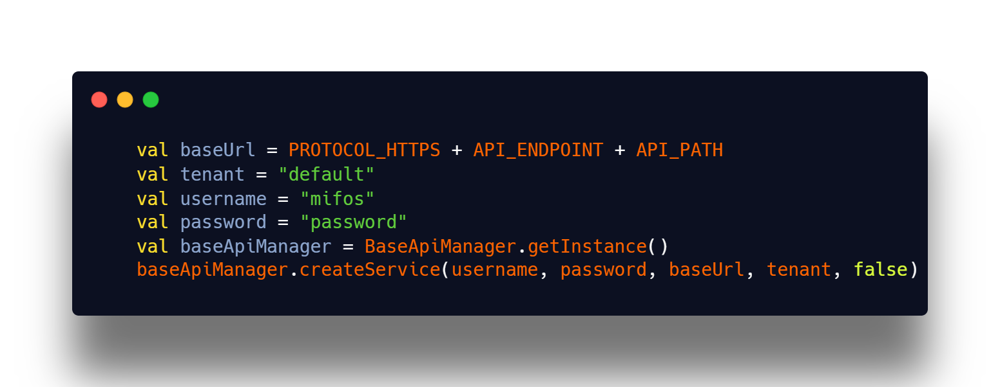 val baseUrl = PROTOCOL_HTTPS + API_ENDPOINT + API_PATH
val tenant = "default"
val username = "mifos"
val password = "password"
val baseApiManager = BaseApiManager.getInstance()
baseApiManager.createService(username, password, baseUrl, tenant, false)